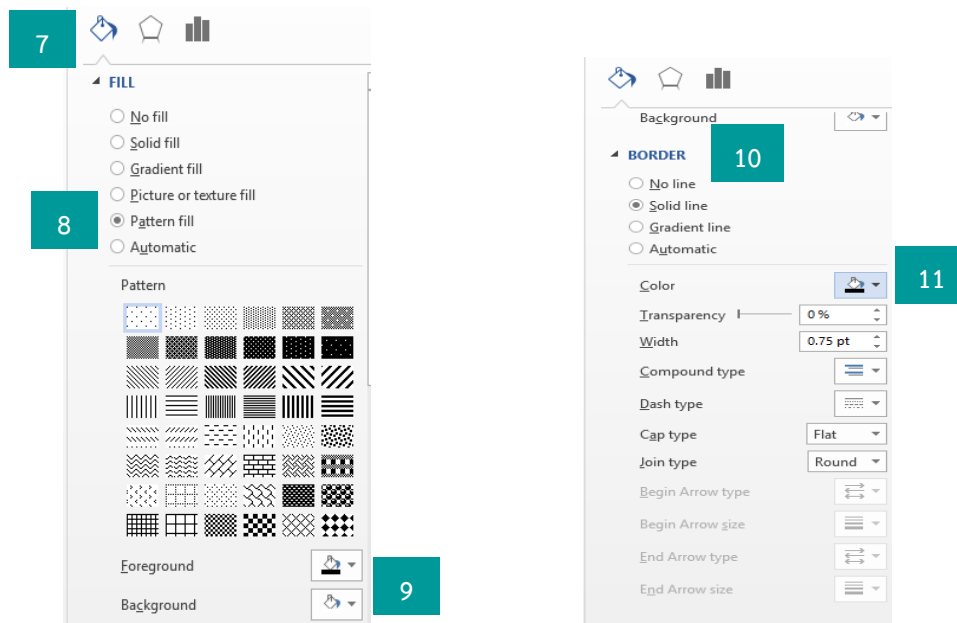 7
FILL
No fill
Solid fill
Gradient fill
Picture or texture fill
8
Pattern fill
Automatic
Pattern
Foreground
9
Background
Background
10
BORDER
No line
Solid line
Gradient line
Automatic
11
Color
Transparency 0 %
Width 0.75 pt
Compound type
Dash type
Cap type Flat
Join type Round
Begin Arrow type
Begin Arrow size
End Arrow type
End Arrow size